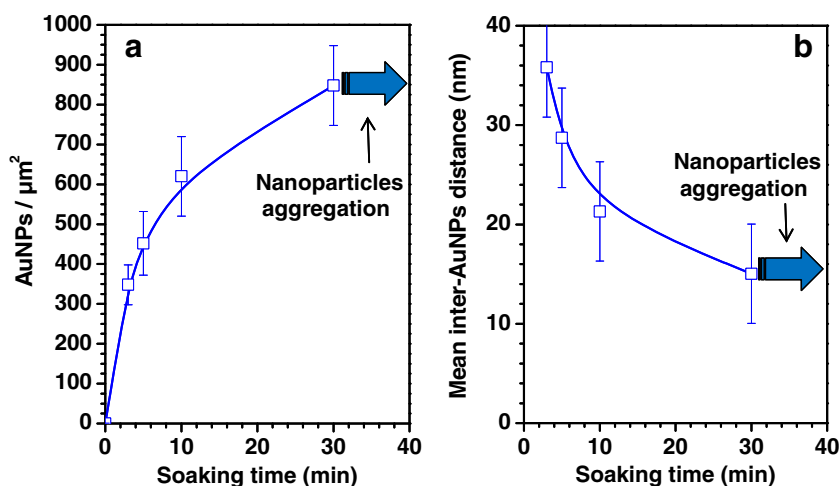 a
1000
900
800
700
600
500
400
300
200
100
0
AuNPs / µm²
Nanoparticles
aggregation
0 10 20 30 40
Soaking time (min)
b
40
30
20
10
0
Mean inter-AuNPs distance (nm)
Nanoparticles
aggregation
0 10 20 30 40
Soaking time (min)